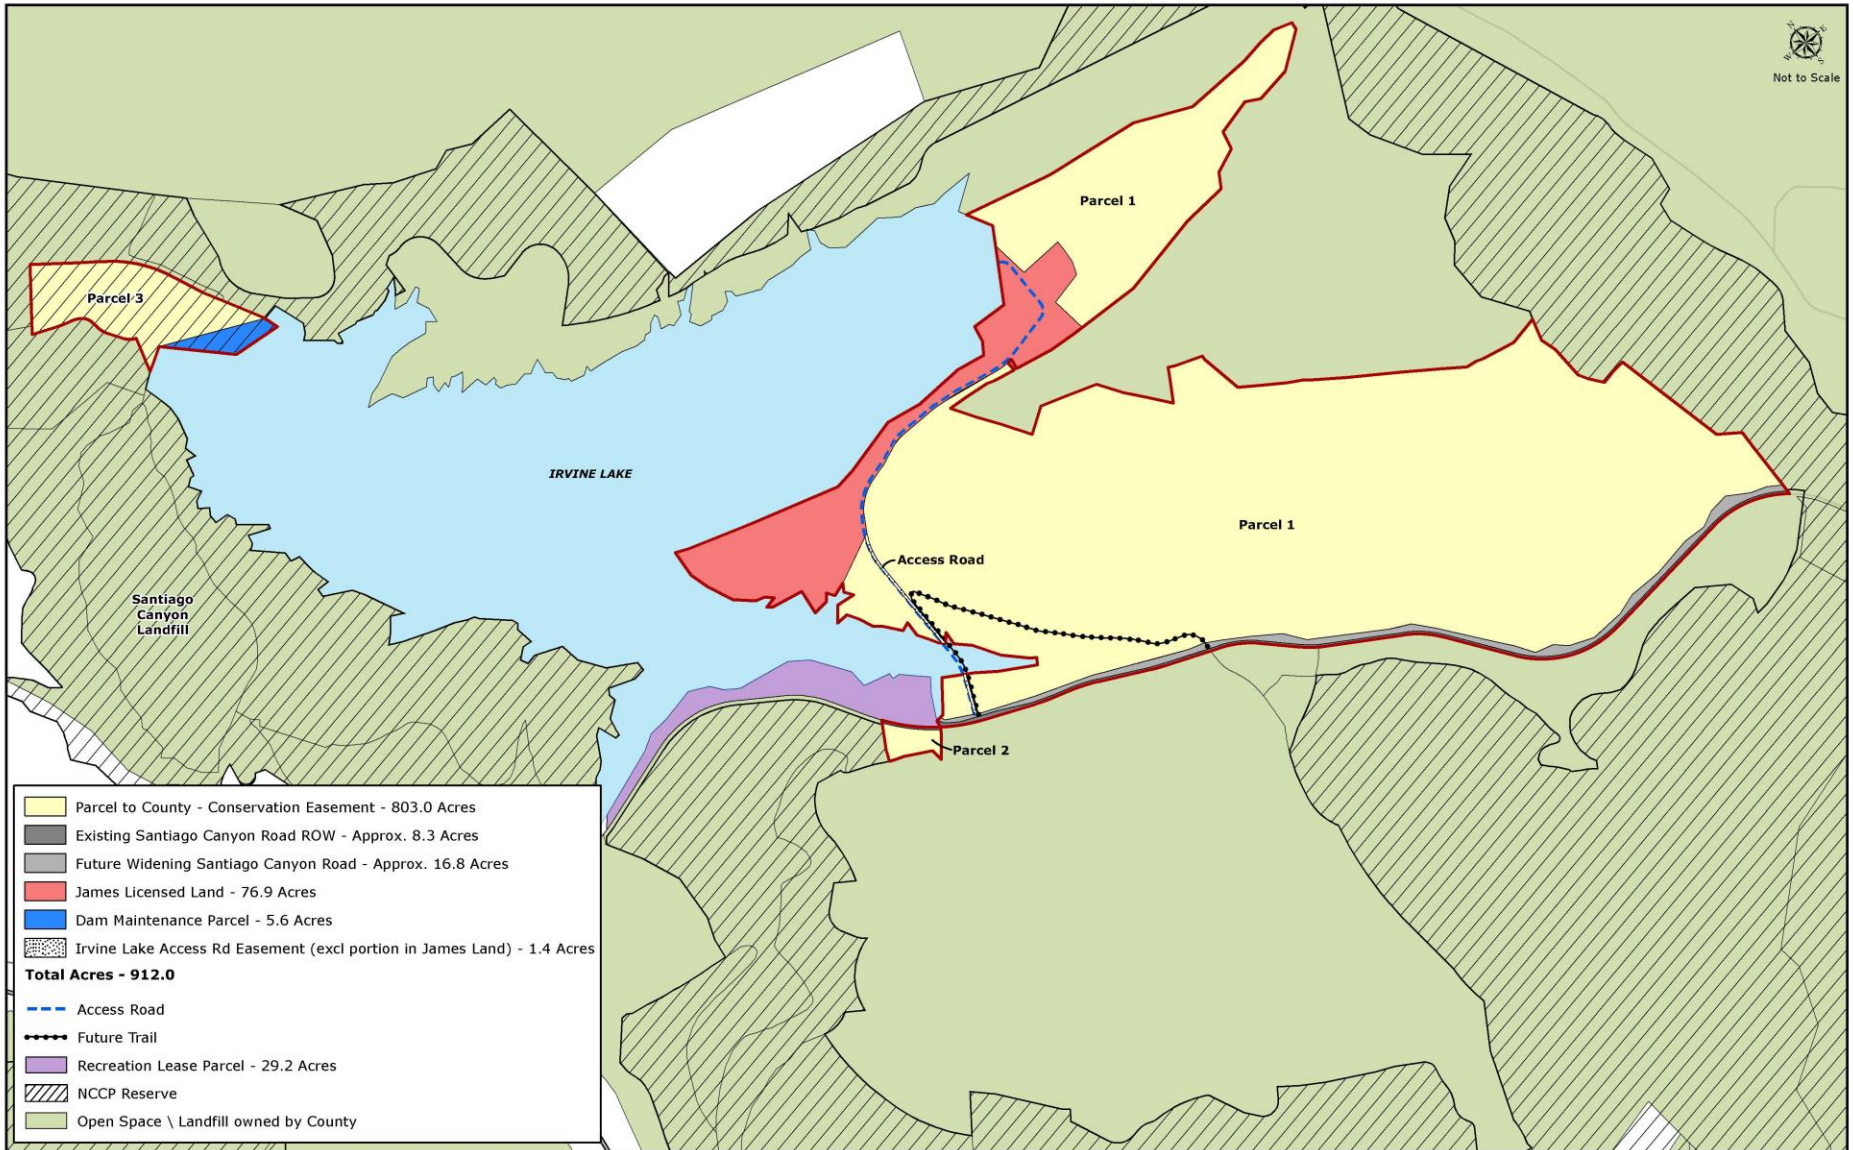 N
E
S
W
Not to Scale
Parcel 1
Parcel 3
IRVINE LAKE
Parcel 1
Access Road
Santiago
Canyon
Landfill
Parcel 2
Parcel to County - Conservation Easement - 803.0 Acres
Existing Santiago Canyon Road ROW - Approx. 8.3 Acres
Future Widening Santiago Canyon Road - Approx. 16.8 Acres
James Licensed Land - 76.9 Acres
Dam Maintenance Parcel - 5.6 Acres
Irvine Lake Access Rd Easement (excl portion in James Land) - 1.4 Acres
Total Acres - 912.0
Access Road
Future Trail
Recreation Lease Parcel - 29.2 Acres
NCCP Reserve
Open Space \ Landfill owned by County